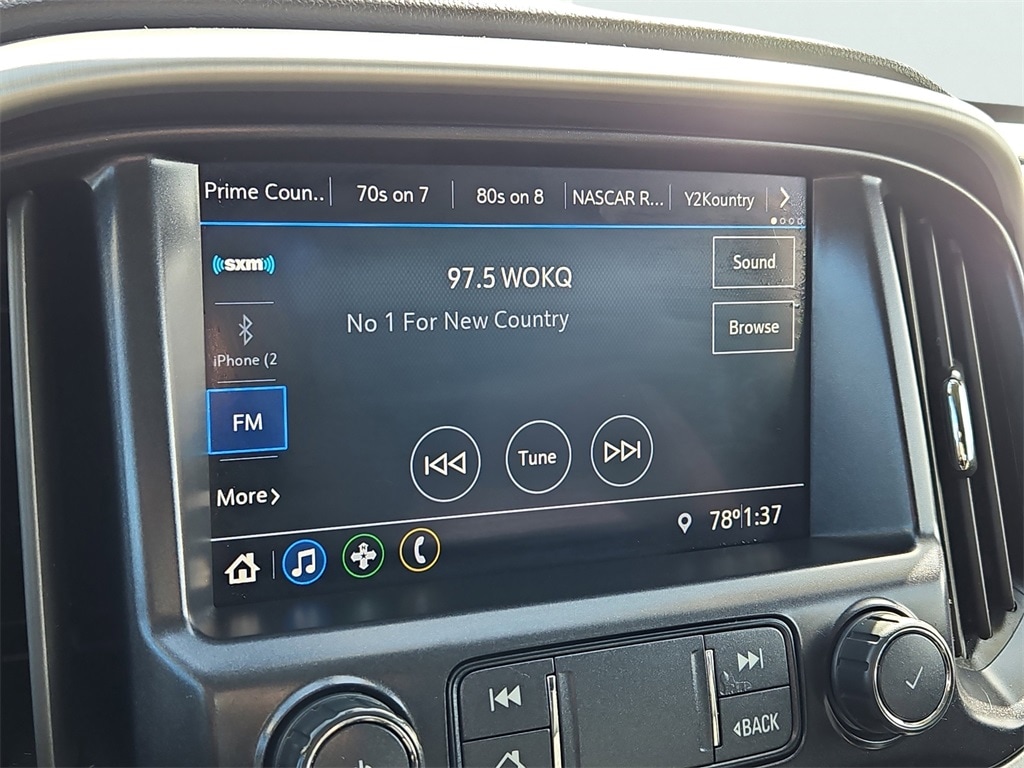 Prime Coun.. 70s on 7 80s on 8 NASCAR R... Y2Kountry
sxm
97.5 WOKQ
Sound
No 1 For New Country
Browse
iPhone (2
FM
Tune
More
78° 1:37
BACK